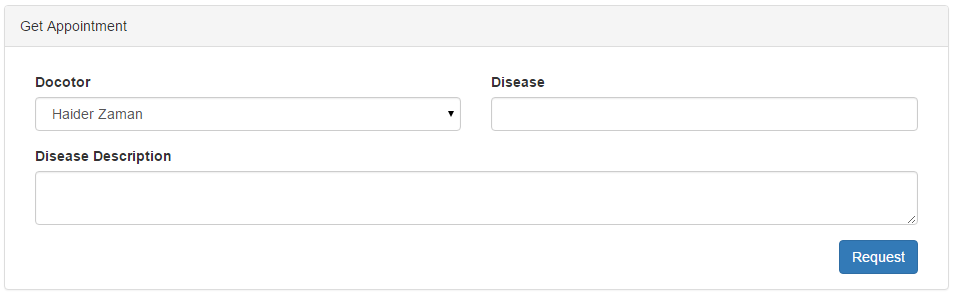 Get Appointment
Docotor Disease
Haider Zaman
Disease Description
Request